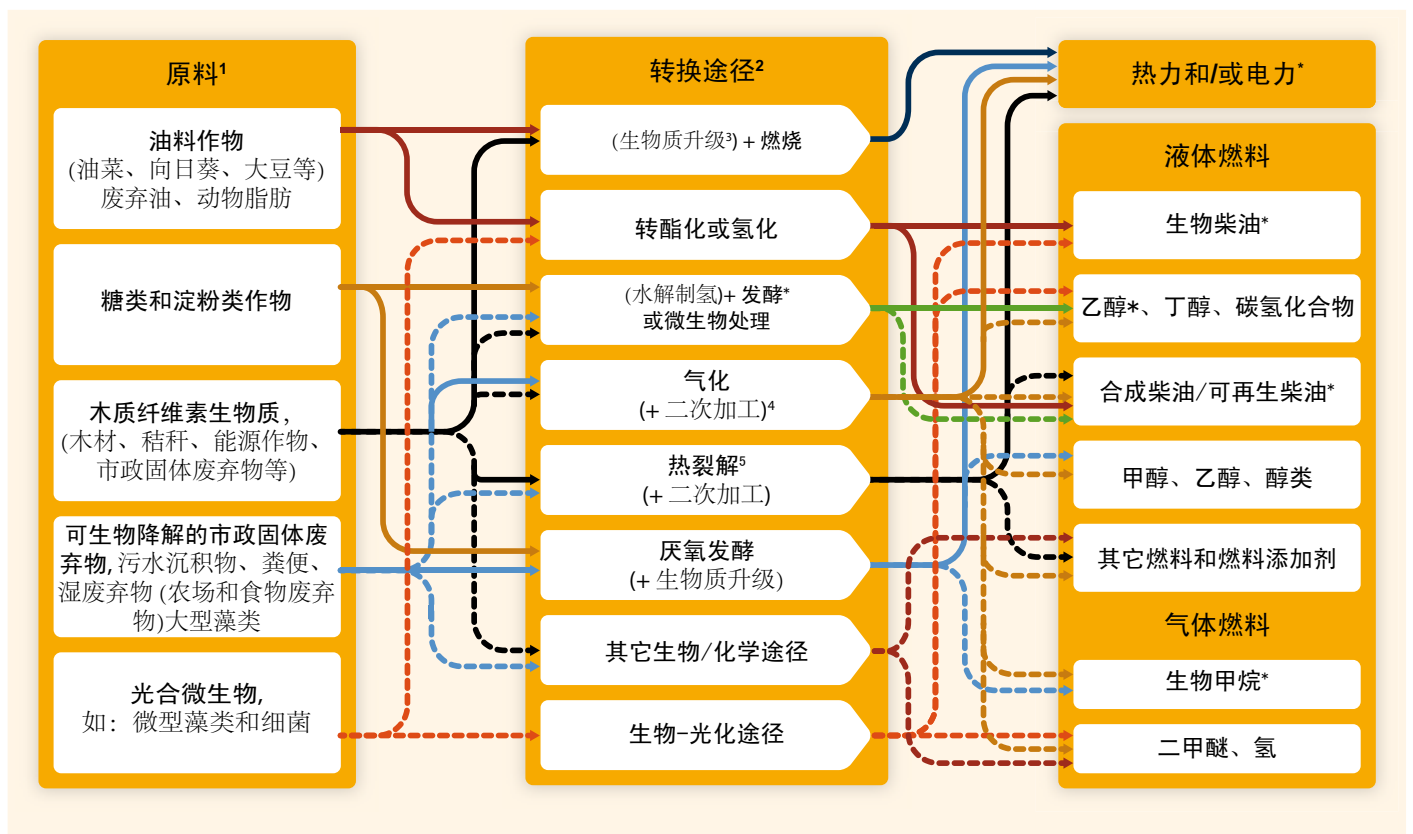 原料¹
油料作物
(油菜、向日葵、大豆等)
废弃油、动物脂肪
糖类和淀粉类作物
木质纤维素生物质，
(木材、秸秆、能源作物、
市政固体废弃物等)
可生物降解的市政固体废
弃物, 污水沉积物、粪便、
湿废弃物 (农场和食物废弃
物)大型藻类
光合微生物,
如：微型藻类和细菌
转换途径²
(生物质升级³) + 燃烧
转酯化或氢化
(水解制氢)+ 发酵*
或微生物处理
气化
(+ 二次加工)⁴
热裂解⁵
(+ 二次加工)
厌氧发酵
(+ 生物质升级)
其它生物/化学途径
生物-光化途径
热力和/或电力*
液体燃料
生物柴油*
乙醇*、丁醇、碳氢化合物
合成柴油/可再生柴油*
甲醇、乙醇、醇类
其它燃料和燃料添加剂
气体燃料
生物甲烷*
二甲醚、氢